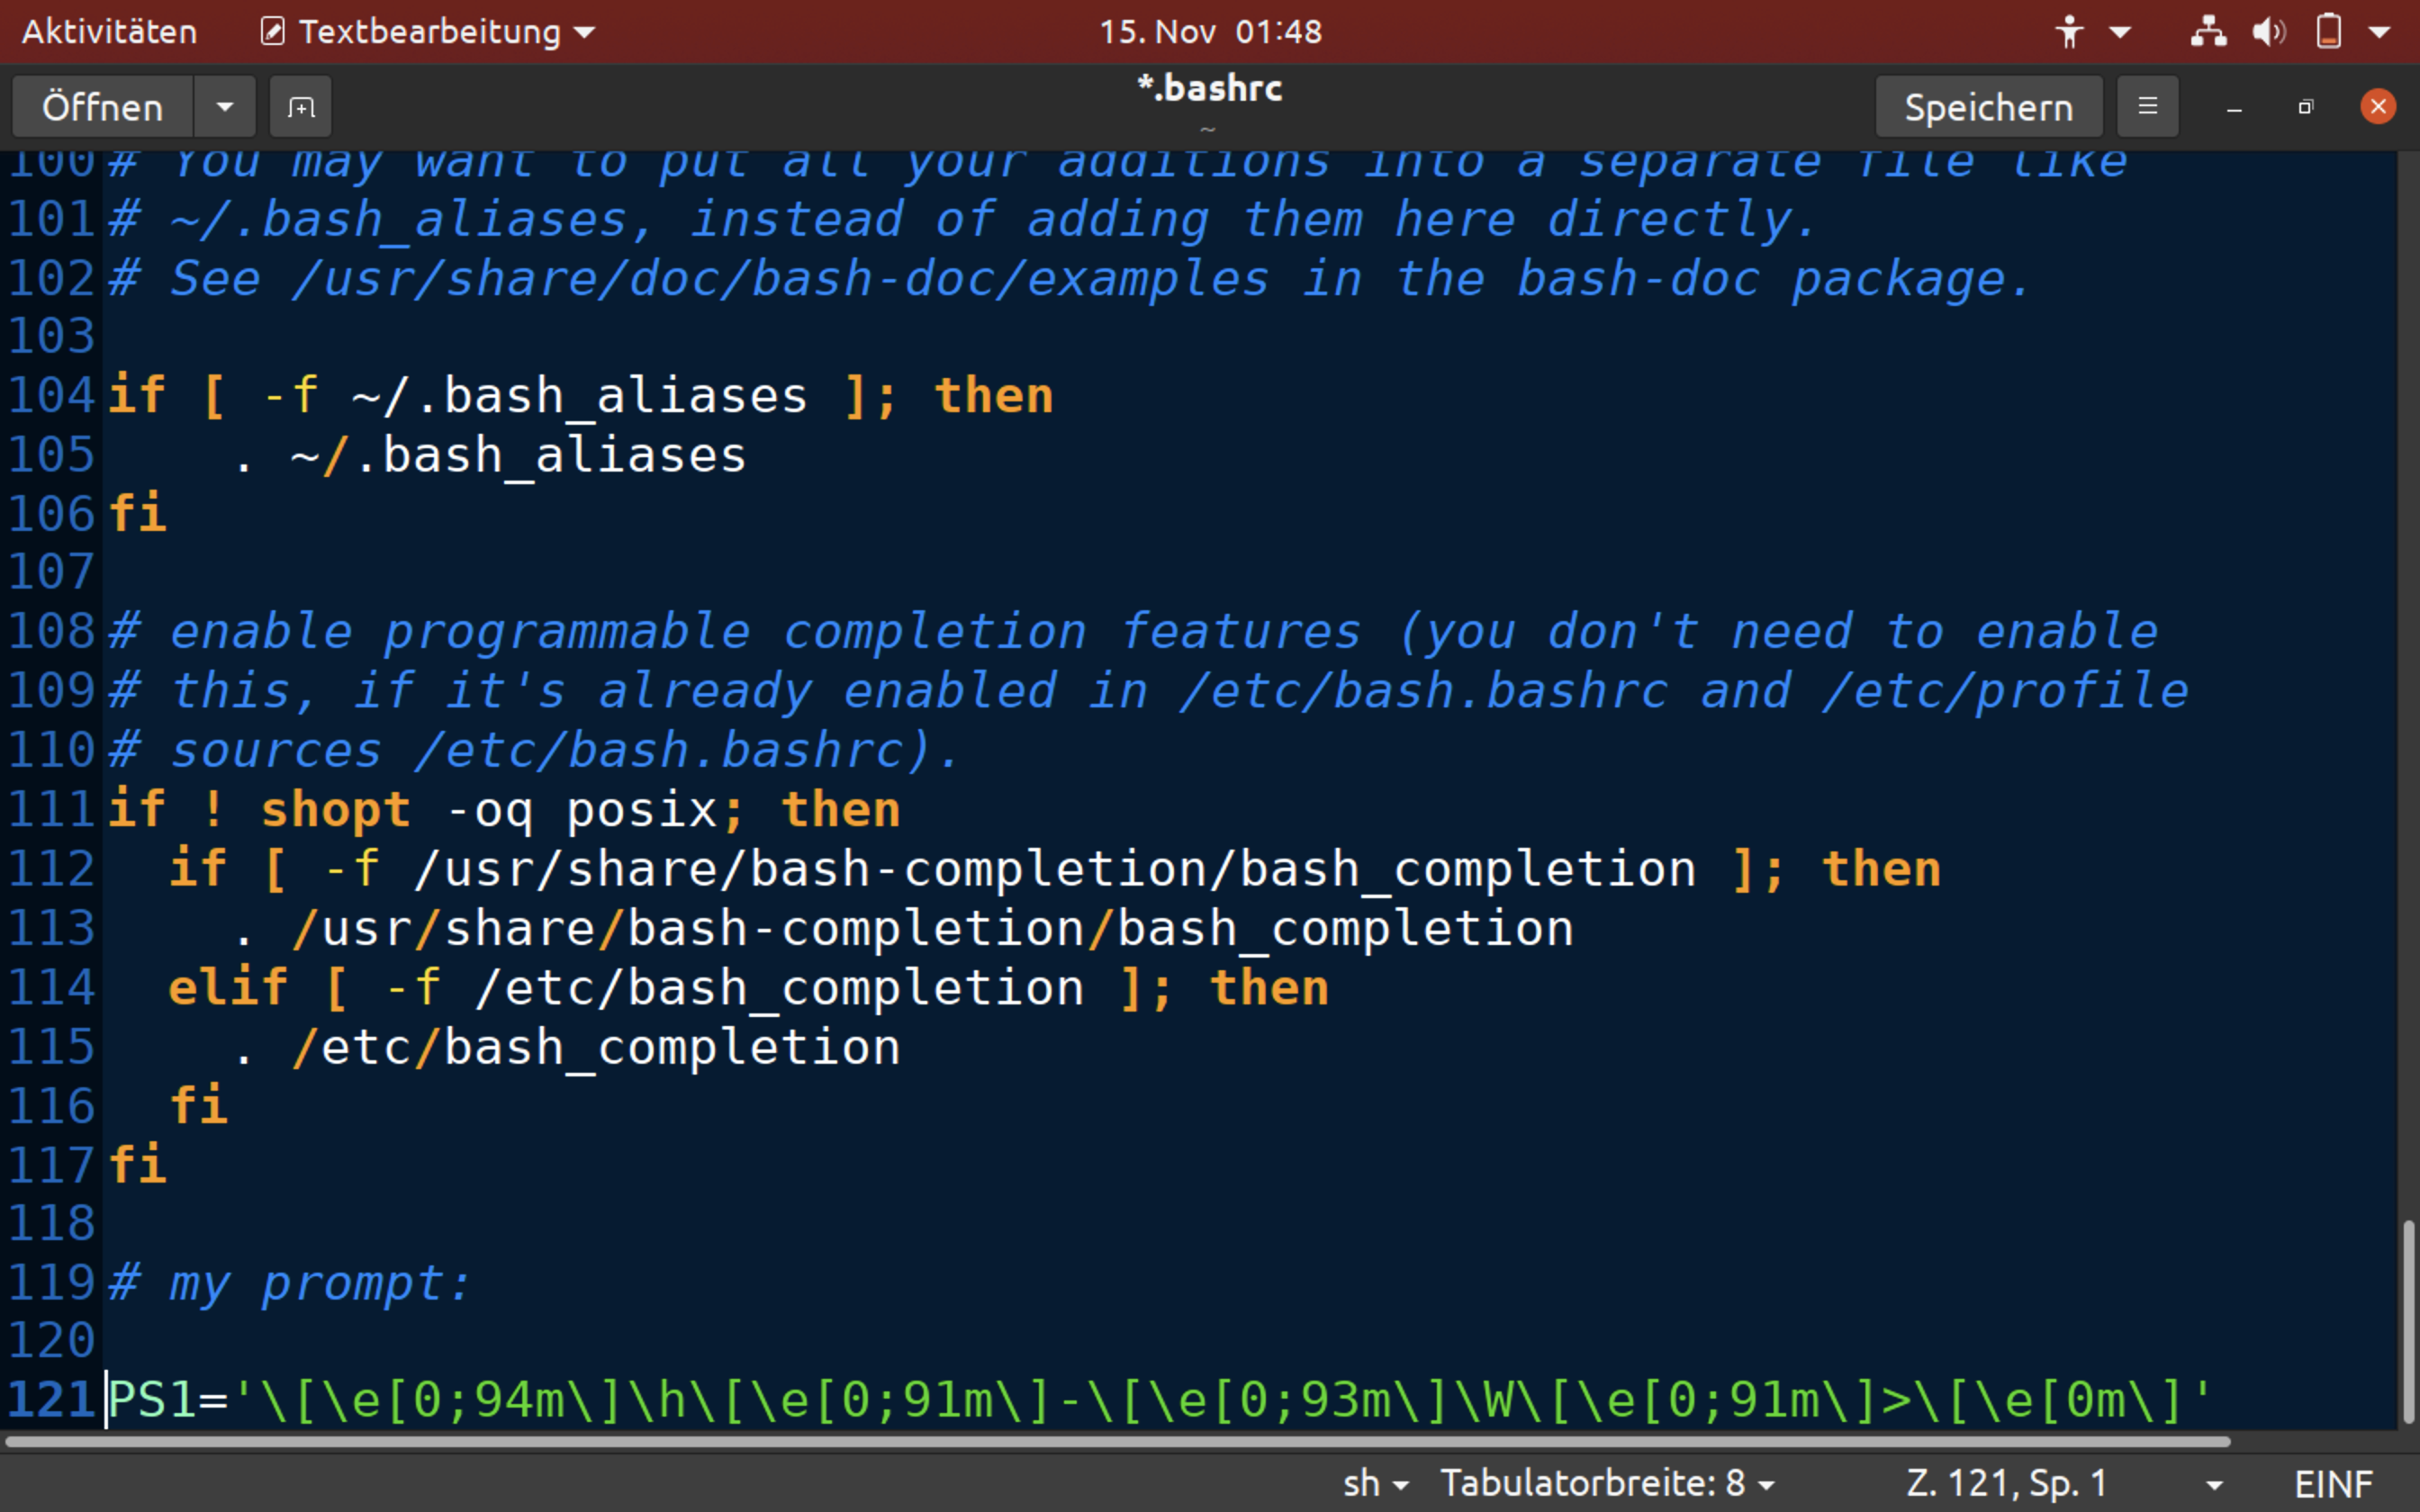 Aktivitäten Textbearbeitung 15. Nov 01:48
Öffnen *.bashrc Speichern
~
100 # You may want to put all your additions into a separate file like
101 # ~/.bash_aliases, instead of adding them here directly.
102 # See /usr/share/doc/bash-doc/examples in the bash-doc package.
103
104 if [ -f ~/.bash_aliases ]; then
105     . ~/.bash_aliases
106 fi
107
108 # enable programmable completion features (you don't need to enable
109 # this, if it's already enabled in /etc/bash.bashrc and /etc/profile
110 # sources /etc/bash.bashrc).
111 if ! shopt -oq posix; then
112   if [ -f /usr/share/bash-completion/bash_completion ]; then
113     . /usr/share/bash-completion/bash_completion
114   elif [ -f /etc/bash_completion ]; then
115     . /etc/bash_completion
116   fi
117 fi
118
119 # my prompt:
120
121 PS1='\[\e[0;94m\]\h\[\e[0;91m\]-\[\e[0;93m\]\W\[\e[0;91m\]>\[\e[0m\]'
sh Tabulatorbreite: 8 Z. 121, Sp. 1 EINF